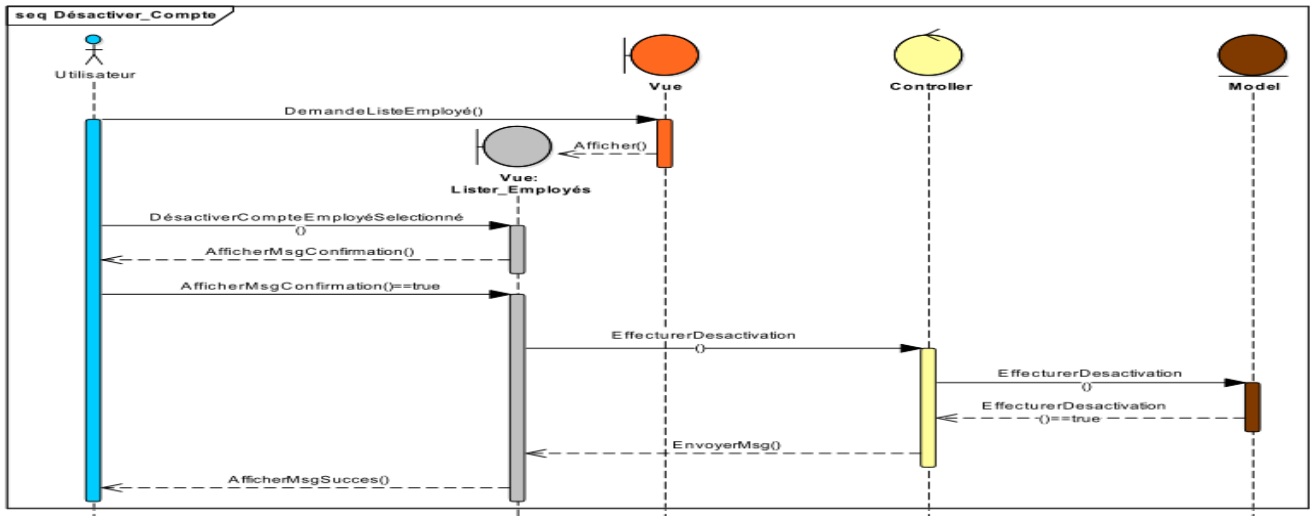 seq Désactiver_Compte
Utilisateur
Vue
Controller
Model
DemandeListeEmployé()
Afficher()
Vue:
Lister_Employés
DésactiverCompteEmployéSelectionné
()
AfficherMsgConfirmation()
AfficherMsgConfirmation()==true
EffecturerDesactivation
()
EffecturerDesactivation
()
EffecturerDesactivation
()==true
EnvoyerMsg()
AfficherMsgSucces()